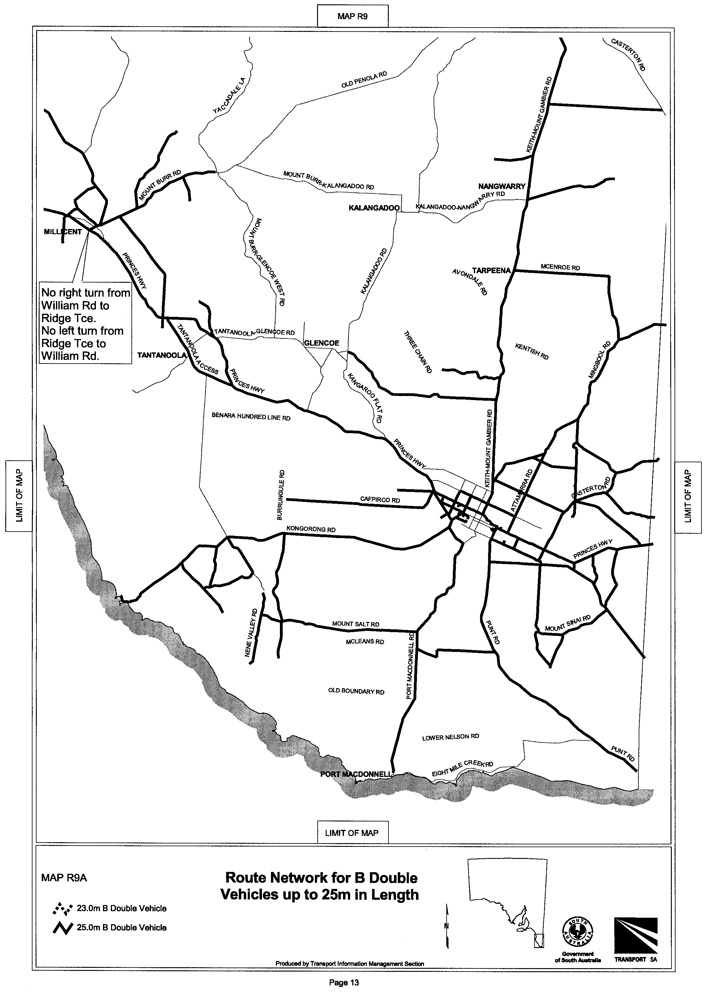 MAP R9
CASTERTON RD
OLD PENOLA RD
YACCADALE LA
KEITH-MOUNT GAMBIER RD
MOUNT BURR RD
MOUNT BURR-KALANGADOO RD
NANGWARRY
KALANGADOO
KALANGADOO-NANGWARRY RD
MILLICENT
MOUNT BURR-GLENCOE WEST RD
PRINCES HWY
KALANGADOO RD
TARPEENA
MCENROE RD
AVONDALE RD
No right turn from
William Rd to
Ridge Tce.
No left turn from
Ridge Tce to
William Rd.
TANTANOOLA-GLENCOE RD
GLENCOE
TANTANOOLA
TANTANOOLA ACCESS
THREE CHAIN RD
KENTISH RD
MINGBOOL RD
PRINCES HWY
KANGAROO FLAT RD
BENARA HUNDRED LINE RD
KEITH-MOUNT GAMBIER RD
PRINCES HWY
LIMIT OF MAP
LIMIT OF MAP
BURRUNGULE RD
CAFPIRCO RD
ATTAMURRA RD
CASTERTON RD
KONGORONG RD
PRINCES HWY
NENE VALLEY RD
MOUNT SALT RD
MCLEANS RD
PORT MACDONNELL RD
PUNT RD
MOUNT SINAI RD
OLD BOUNDARY RD
LOWER NELSON RD
PUNT RD
EIGHT MILE CREEK RD
PORT MACDONNELL
LIMIT OF MAP
MAP R9A
Route Network for B Double
Vehicles up to 25m in Length
23.0m B Double Vehicle
25.0m B Double Vehicle
N
SOUTH
AUSTRALIA
Government
of South Australia
TRANSPORT SA
Produced by Transport Information Management Section
Page 13